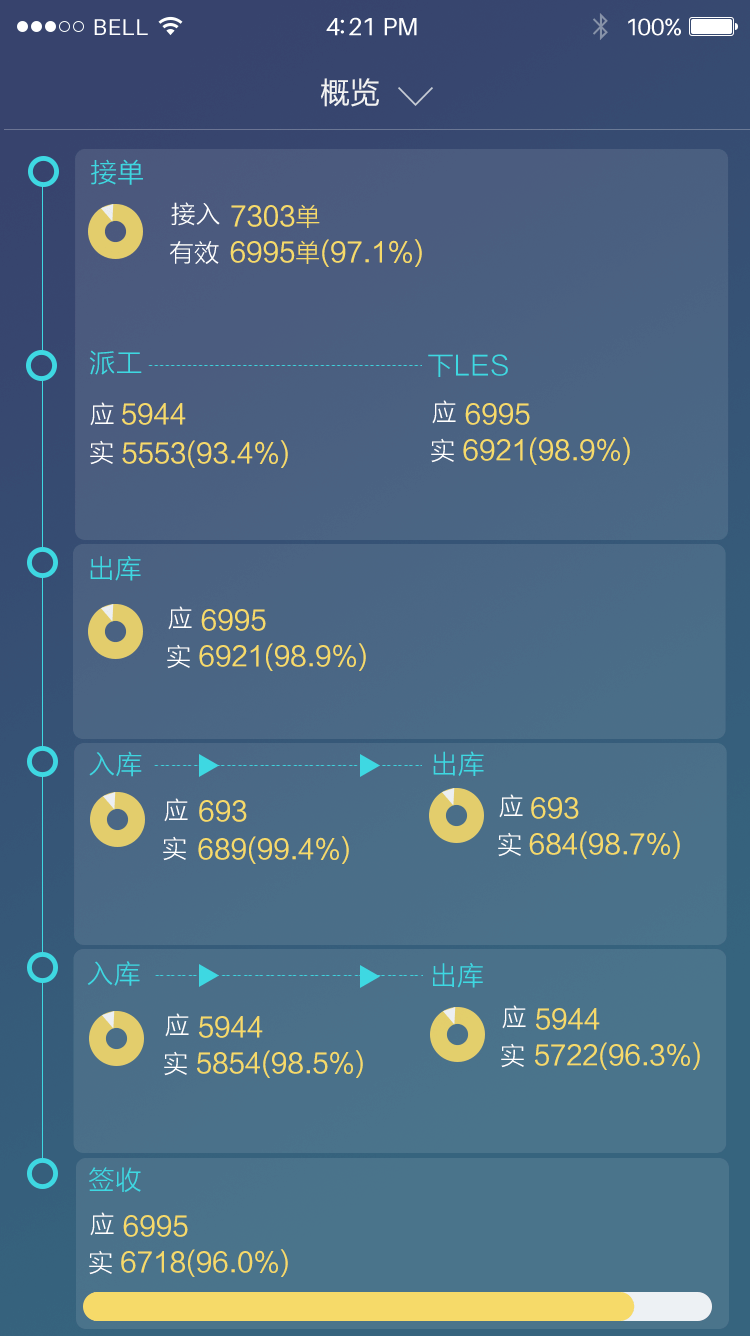 BELL 4:21 PM 100%
概览
接单
接入 7303单
有效 6995单(97.1%)
派工 下LES
应 5944 应 6995
实 5553(93.4%) 实 6921(98.9%)
出库
应 6995
实 6921(98.9%)
入库 出库
应 693 应 693
实 689(99.4%) 实 684(98.7%)
入库 出库
应 5944 应 5944
实 5854(98.5%) 实 5722(96.3%)
签收
应 6995
实 6718(96.0%)